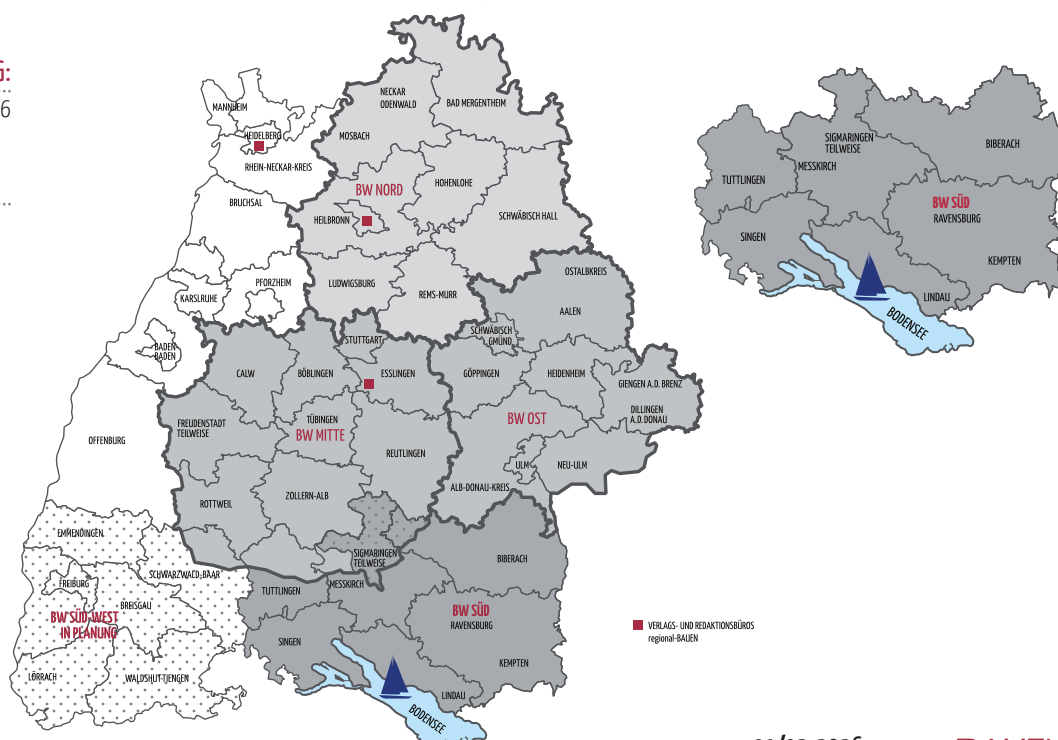 G:
6
MANNHEIM
HEIDELBERG
RHEIN-NECKAR-KREIS
BRUCHSAL
KARSLRUHE
PFORZHEIM
BADEN
BADEN
OFFENBURG
NECKAR
ODENWALD
BAD MERGENTHEIM
MOSBACH
BW NORD
HOHENLOHE
HEILBRONN
SCHWÄBISCH HALL
LUDWIGSBURG
REMS-MURR
OSTALBKREIS
AALEN
SCHWÄBISCH
GMÜND
STUTTGART
CALW
BÖBLINGEN
ESSLINGEN
GÖPPINGEN
HEIDENHEIM
GIENGEN A.D. BRENZ
DILLINGEN
A.D. DONAU
FREUDENSTADT
TEILWEISE
TÜBINGEN
BW MITTE
BW OST
REUTLINGEN
ULM
NEU-ULM
ALB-DONAU-KREIS
ROTTWEIL
ZOLLERN-ALB
SIGMARINGEN
TEILWEISE
BIBERACH
EMMENDINGEN
SCHWARZWALD-BAAR
FREIBURG
BREISGAU
BW SÜD-WEST
IN PLANUNG
LÖRRACH
WALDSHUT-TIENGEN
TUTTLINGEN
MESSKIRCH
BW SÜD
RAVENSBURG
SINGEN
KEMPTEN
LINDAU
BODENSEE
VERLAGS- UND REDAKTIONSBÜROS
regional-BAUEN
SIGMARINGEN
TEILWEISE
BIBERACH
MESSKIRCH
TUTTLINGEN
BW SÜD
RAVENSBURG
SINGEN
KEMPTEN
LINDAU
BODENSEE